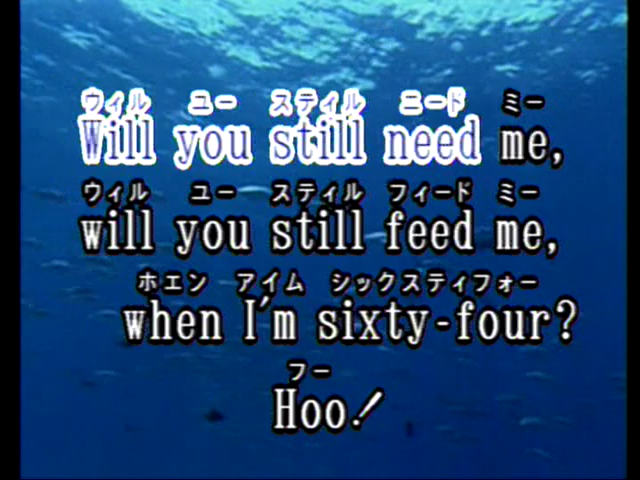 ウィル ユー スティル ニード ミー
Will you still need me,
ウィル ユー スティル フィード ミー
will you still feed me,
ホエン アイム シックスティフォー
when I'm sixty-four?
フー
Hoo!